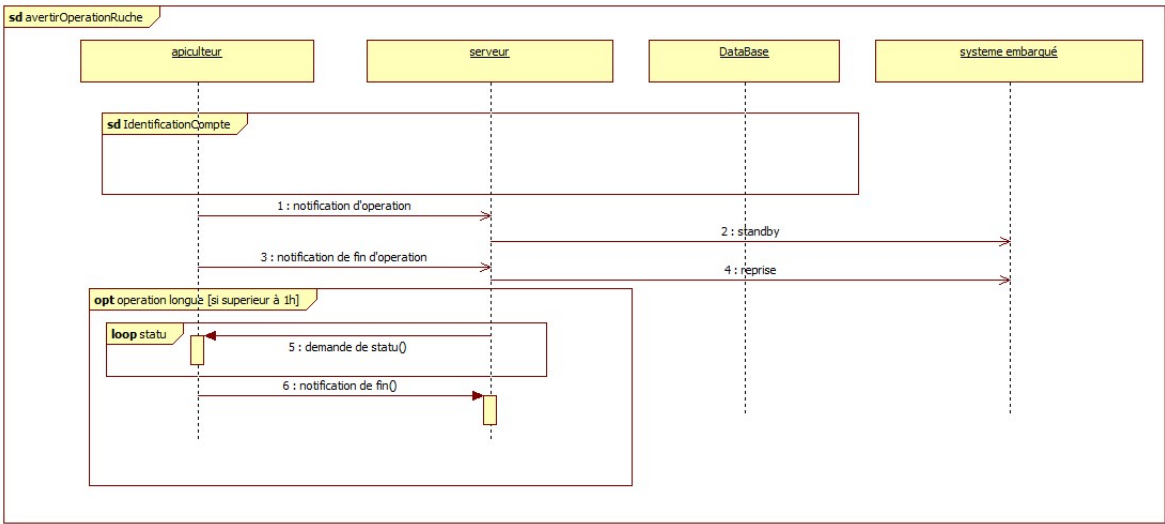 sd avertirOperationRuche
apiculteur
serveur
DataBase
systeme embarqué
sd IdentificationCompte
1 : notification d'operation
2 : standby
3 : notification de fin d'operation
4 : reprise
opt operation longue [si superieur à 1h]
loop statu
5 : demande de statu()
6 : notification de fin()